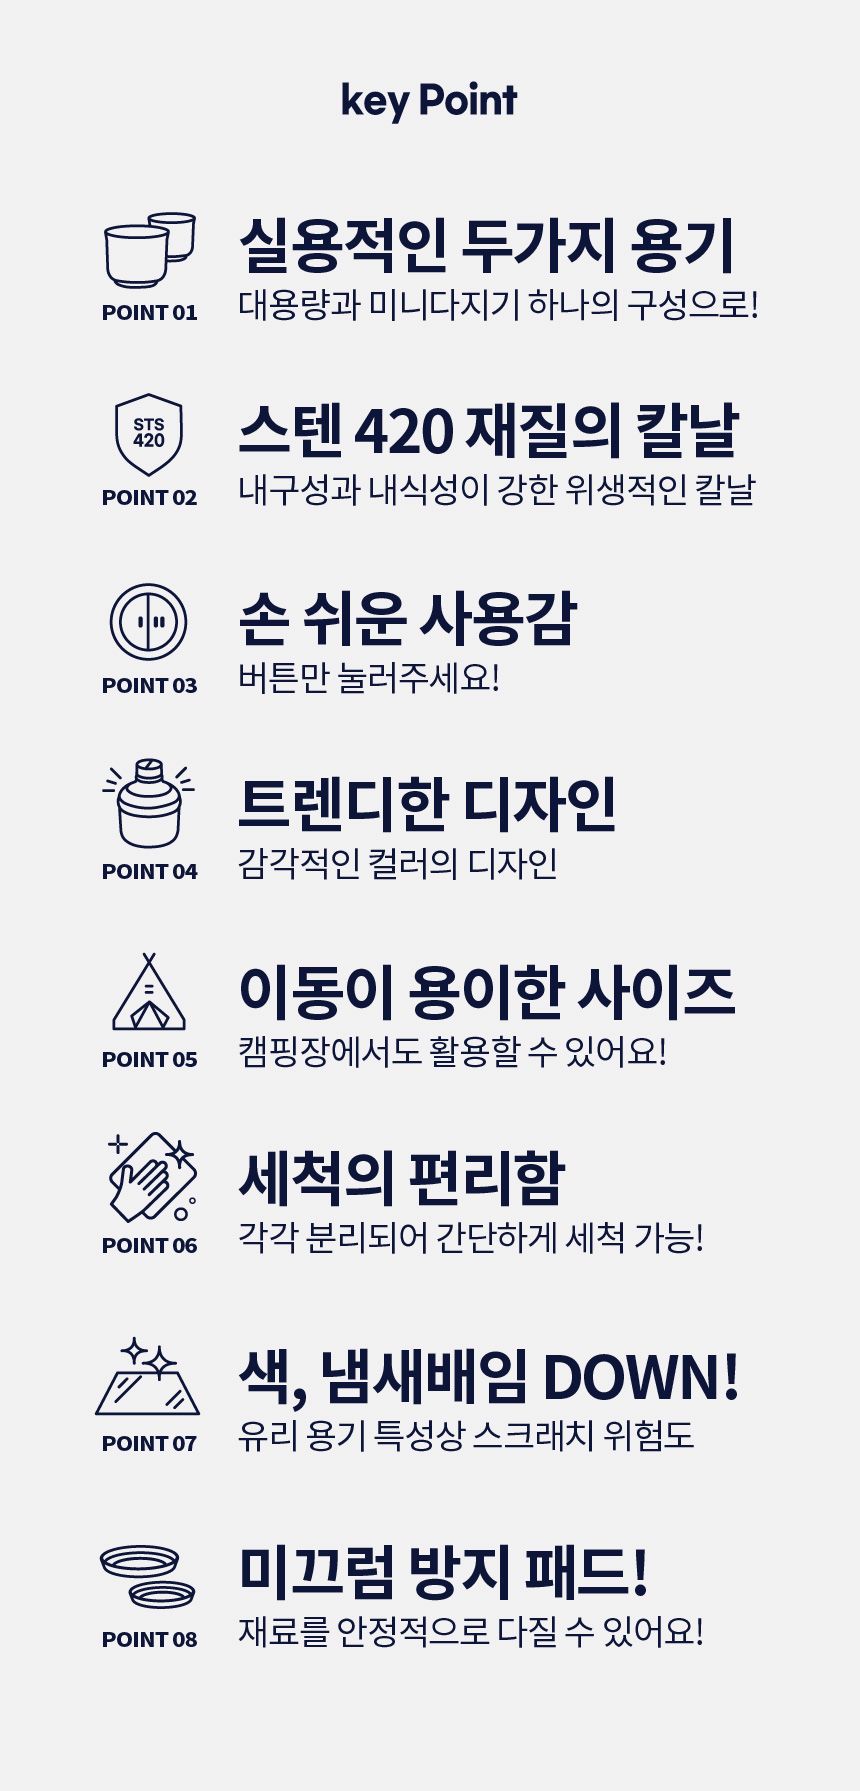 key Point
실용적인 두가지 용기
대용량과 미니다지기 하나의 구성으로!
POINT 01
STS
420
스텐 420 재질의 칼날
내구성과 내식성이 강한 위생적인 칼날
POINT 02
손 쉬운 사용감
버튼만 눌러주세요!
POINT 03
트렌디한 디자인
감각적인 컬러의 디자인
POINT 04
이동이 용이한 사이즈
캠핑장에서도 활용할 수 있어요!
POINT 05
세척의 편리함
각각 분리되어 간단하게 세척 가능!
POINT 06
색, 냄새배임 DOWN!
유리 용기 특성상 스크래치 위험도
POINT 07
미끄럼 방지 패드!
재료를 안정적으로 다질 수 있어요!
POINT 08